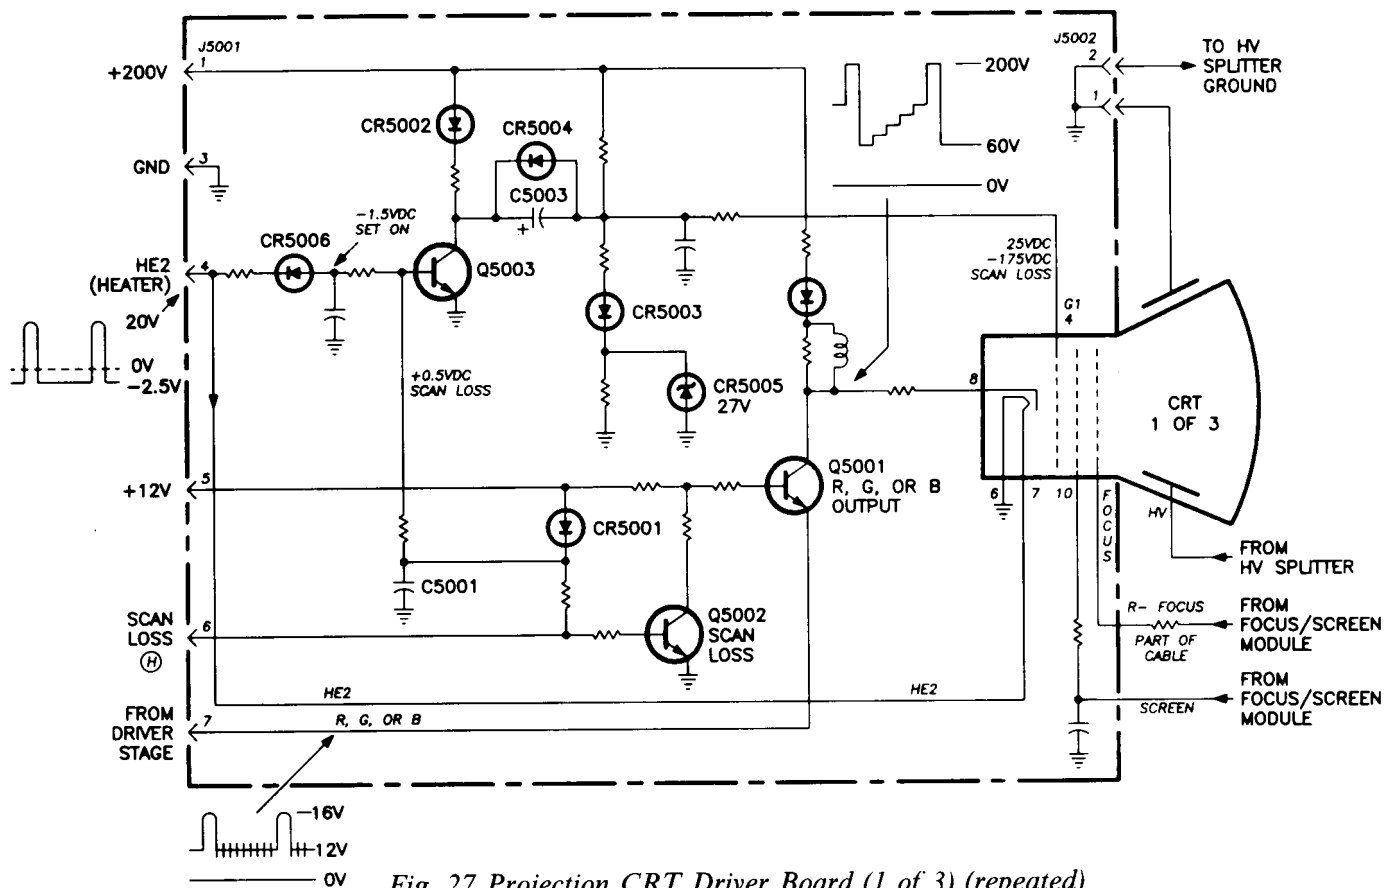 J5001
1
+200V
CR5002
CR5004
C5003
+
200V
60V
0V
J5002
2
1
TO HV
SPLITTER
GROUND
3
GND
-1.5VDC
SET ON
CR5006
4
HE2
(HEATER)
Q5003
20V
0V
-2.5V
CR5003
+0.5VDC
SCAN LOSS
CR5005
27V
25VDC
-175VDC
SCAN LOSS
G1
4
8
CRT
1 OF 3
5
+12V
Q5001
R, G, OR B
OUTPUT
6
7
10
FOCUS
HV
FROM
HV SPLITTER
CR5001
C5001
SCAN
LOSS
H
6
Q5002
SCAN
LOSS
R- FOCUS
PART OF
CABLE
FROM
FOCUS/SCREEN
MODULE
HE2
HE2
SCREEN
FROM
FOCUS/SCREEN
MODULE
FROM
DRIVER
STAGE
7
R, G, OR B
-16V
12V
0V
Fig. 27 Projection CRT Driver Board (1 of 3) (repeated)